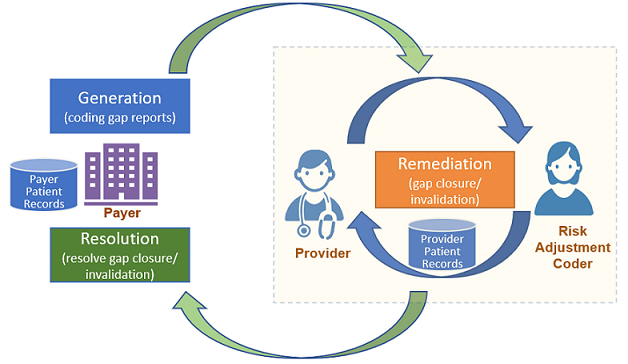 Generation
(coding gap reports)
Payer
Patient
Records
Payer
Resolution
(resolve gap closure/
invalidation)
Remediation
(gap closure/
invalidation)
Provider
Provider
Patient
Records
Risk
Adjustment
Coder